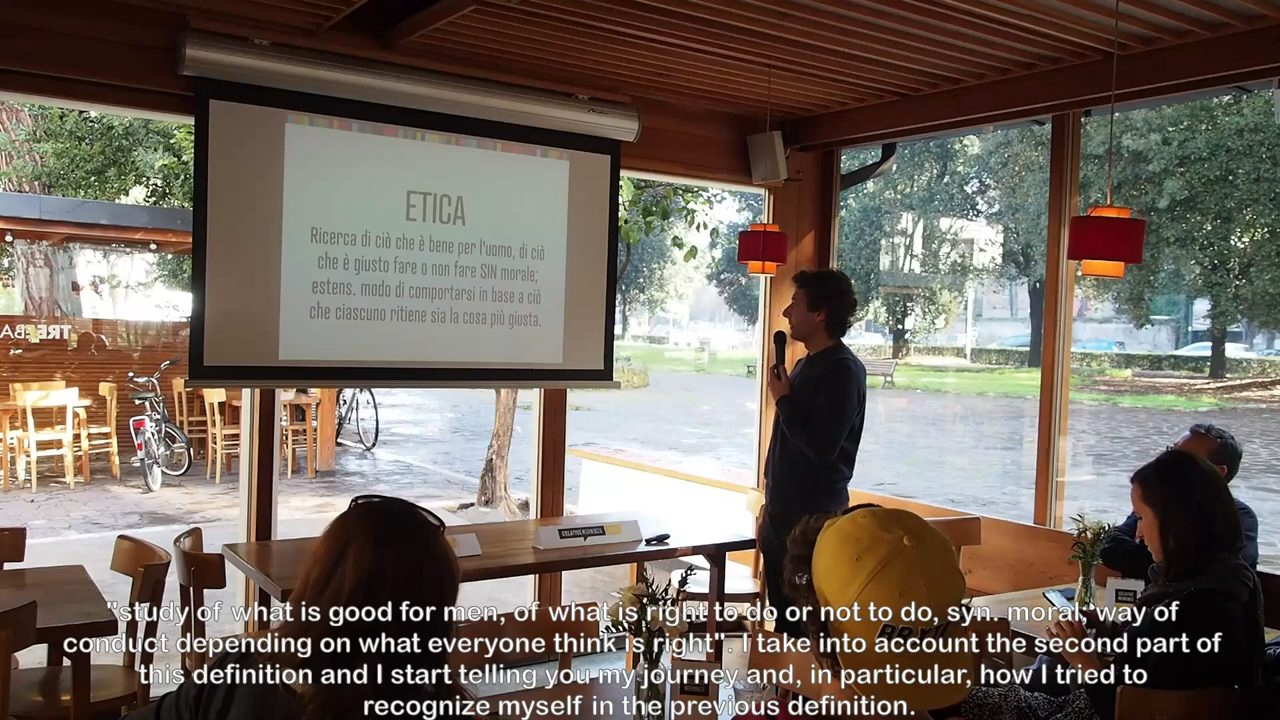 ETICA
Ricerca di ciò che è bene per l'uomo, di ciò
che è giusto fare o non fare SIN morale;
estens. modo di comportarsi in base a ciò
che ciascuno ritiene sia la cosa più giusta.
TREEBA
CREATIVEMORNINGS
"study of what is good for men, of what is right to do or not to do, syn. moral; way of
conduct depending on what everyone think is right". I take into account the second part of
this definition and I start telling you my journey and, in particular, how I tried to
recognize myself in the previous definition.